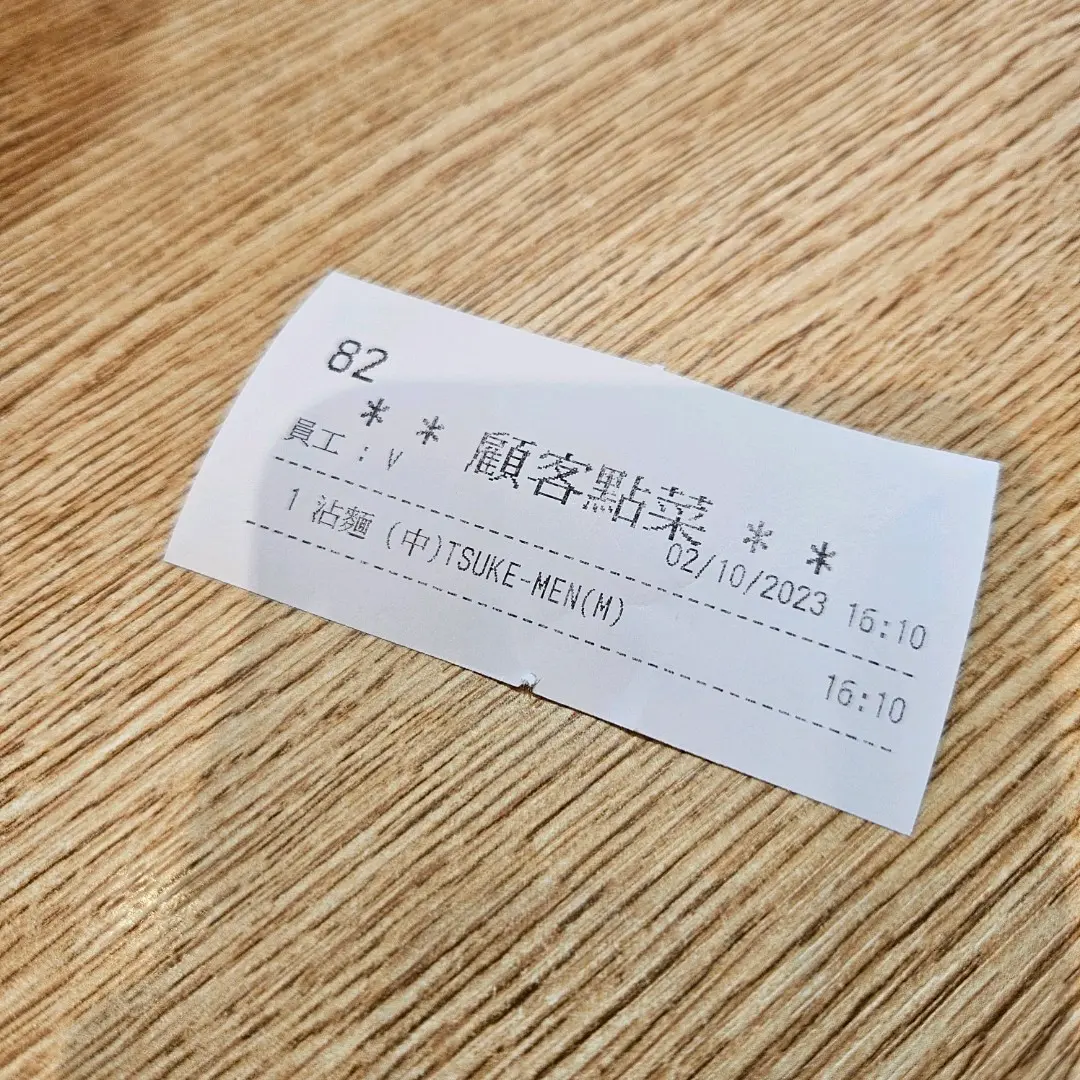 82
* * 顧客點菜 * *
員工 : V 02/10/2023 16:10
1 沾麵 (中)TSUKE-MEN(M) 16:10